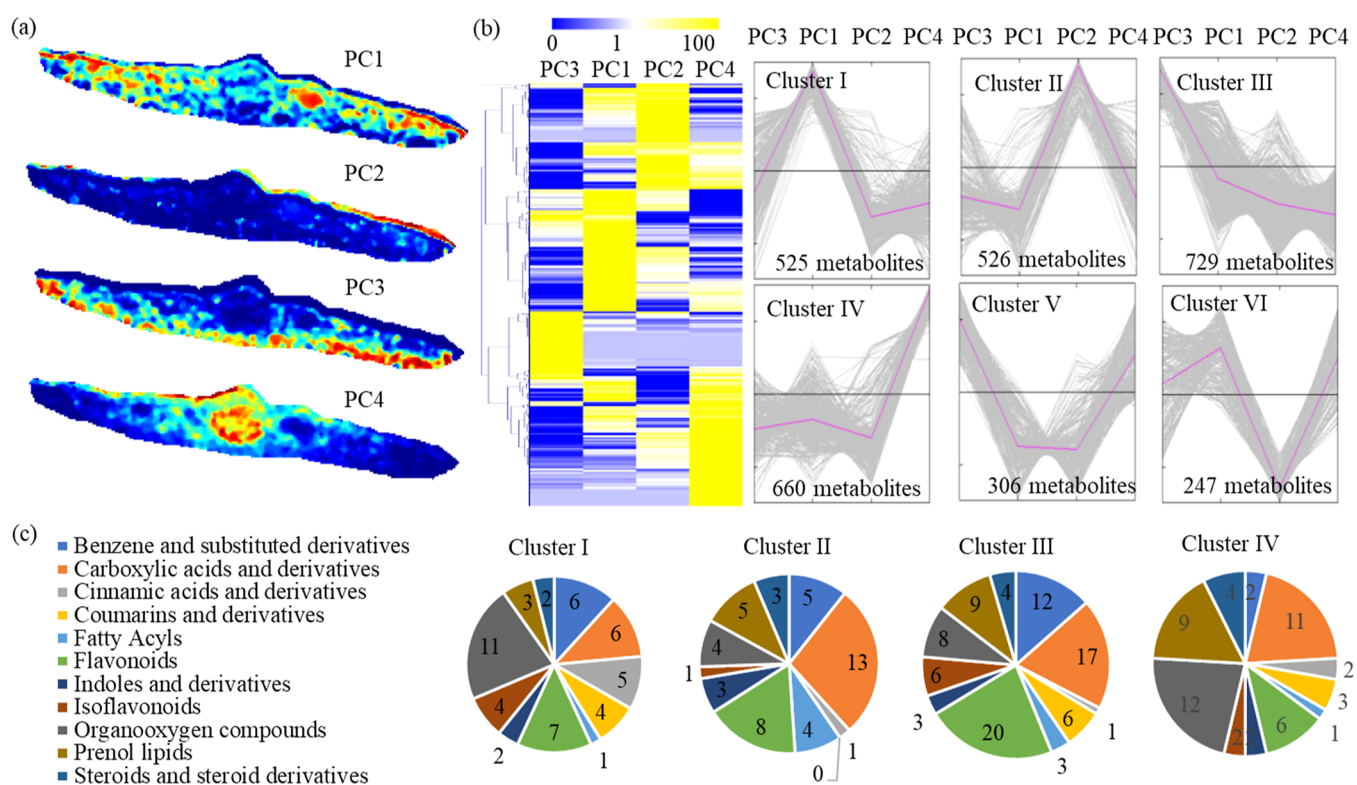 (a)
PC1
PC2
PC3
PC4
(b)
0 1 100
PC3 PC1 PC2 PC4
PC3 PC1 PC2 PC4 PC3 PC1 PC2 PC4 PC3 PC1 PC2 PC4
Cluster I
525 metabolites
Cluster II
526 metabolites
Cluster III
729 metabolites
Cluster IV
660 metabolites
Cluster V
306 metabolites
Cluster VI
247 metabolites
(c)
Benzene and substituted derivatives
Carboxylic acids and derivatives
Cinnamic acids and derivatives
Coumarins and derivatives
Fatty Acyls
Flavonoids
Indoles and derivatives
Isoflavonoids
Organooxygen compounds
Prenol lipids
Steroids and steroid derivatives
Cluster I
6
6
5
4
1
7
2
4
11
3
2
Cluster II
5
13
1
0
4
8
3
1
4
5
3
Cluster III
12
17
1
6
3
20
3
6
8
9
4
Cluster IV
2
11
2
3
1
6
2
12
9
4